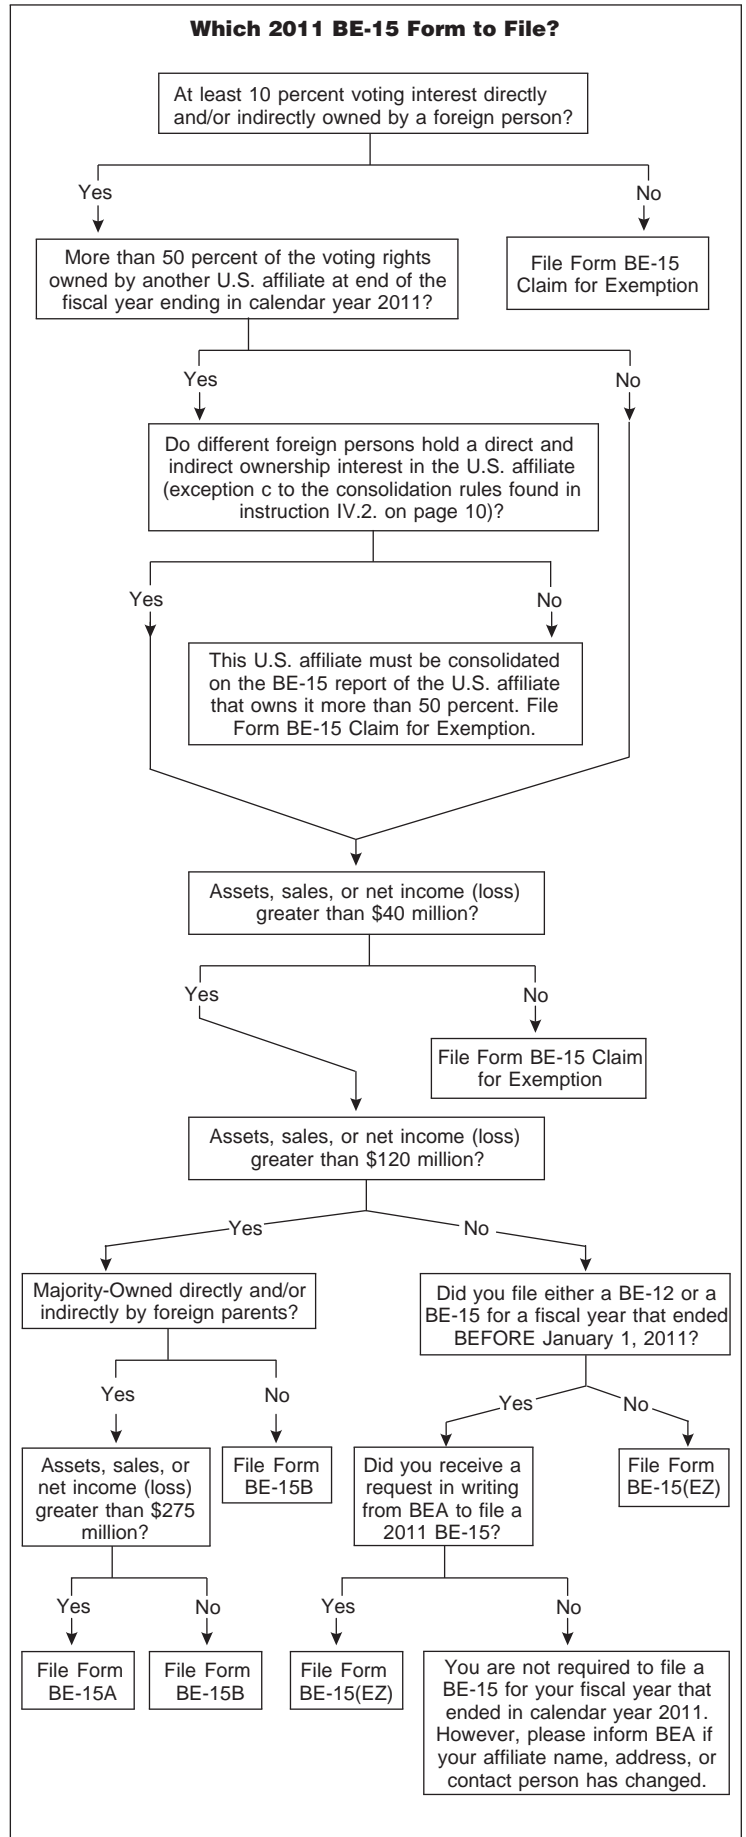 Which 2011 BE-15 Form to File?
At least 10 percent voting interest directly
and/or indirectly owned by a foreign person?
Yes
No
More than 50 percent of the voting rights
owned by another U.S. affiliate at end of the
fiscal year ending in calendar year 2011?
File Form BE-15
Claim for Exemption
Yes
No
Do different foreign persons hold a direct and
indirect ownership interest in the U.S. affiliate
(exception c to the consolidation rules found in
instruction IV.2. on page 10)?
Yes
No
This U.S. affiliate must be consolidated
on the BE-15 report of the U.S. affiliate
that owns it more than 50 percent. File
Form BE-15 Claim for Exemption.
Assets, sales, or net income (loss)
greater than $40 million?
Yes
No
File Form BE-15 Claim
for Exemption
Assets, sales, or net income (loss)
greater than $120 million?
Yes
No
Majority-Owned directly and/or
indirectly by foreign parents?
Did you file either a BE-12 or a
BE-15 for a fiscal year that ended
BEFORE January 1, 2011?
Yes
No
Yes
No
Assets, sales, or
net income (loss)
greater than $275
million?
File Form
BE-15B
Did you receive a
request in writing
from BEA to file a
2011 BE-15?
File Form
BE-15(EZ)
Yes
No
Yes
No
File Form
BE-15A
File Form
BE-15B
File Form
BE-15(EZ)
You are not required to file a
BE-15 for your fiscal year that
ended in calendar year 2011.
However, please inform BEA if
your affiliate name, address, or
contact person has changed.